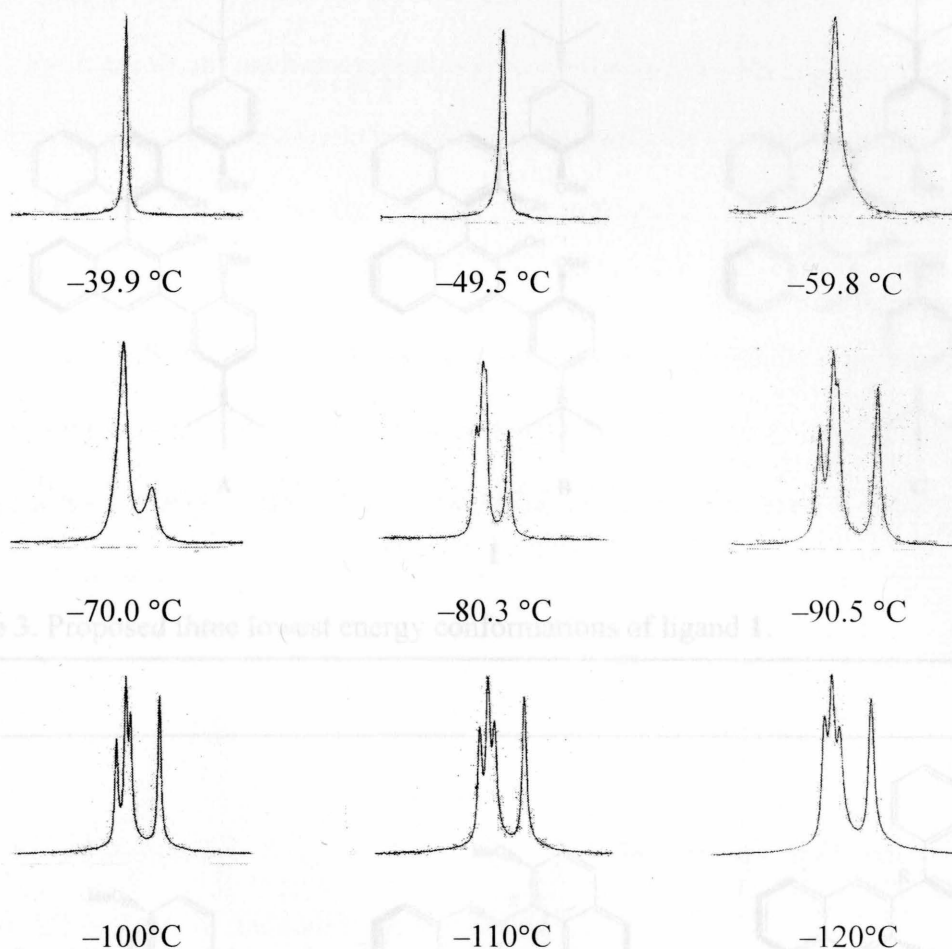 –39.9 °C –49.5 °C –59.8 °C
–70.0 °C –80.3 °C –90.5 °C
3. Proposed three lowest energy conformations of ligand 1.
–100°C –110°C –120°C